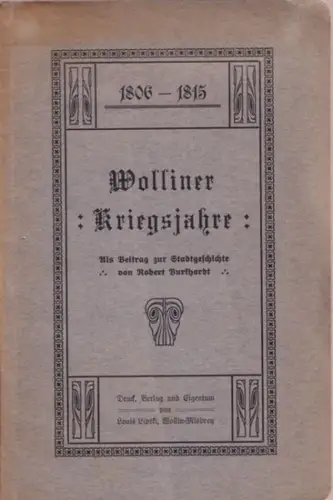 1806 — 1815
Wolliner
: Kriegsjahre :
Als Beitrag zur Stadtgeschichte
∴ von Robert Burkhardt ∴
Druck, Verlag und Eigentum
von
Louis Lipski, Wollin-Misdroy